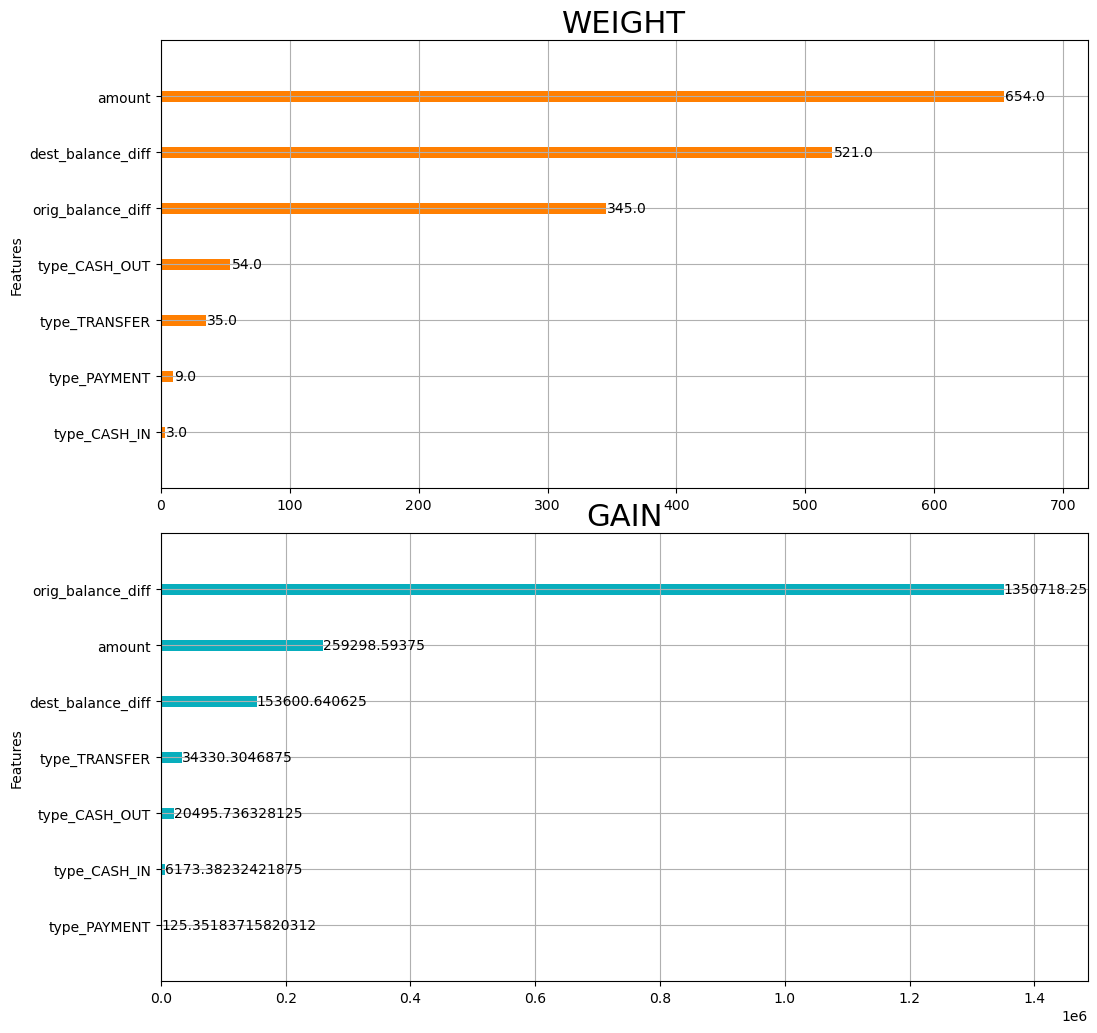 WEIGHT
amount
654.0
dest_balance_diff
521.0
orig_balance_diff
345.0
type_CASH_OUT
54.0
Features
type_TRANSFER
35.0
type_PAYMENT
9.0
type_CASH_IN
3.0
0 100 200 300 400 500 600 700
GAIN
orig_balance_diff
1350718.25
amount
259298.59375
dest_balance_diff
153600.640625
type_TRANSFER
34330.3046875
Features
type_CASH_OUT
20495.736328125
type_CASH_IN
6173.38232421875
type_PAYMENT
125.35183715820312
0.0 0.2 0.4 0.6 0.8 1.0 1.2 1.4
1e6